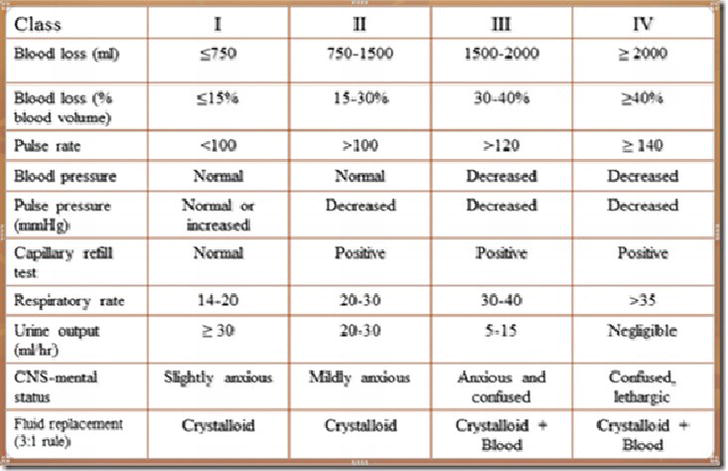 Class I II III IV
Blood loss (ml) ≤750 750-1500 1500-2000 ≥ 2000
Blood loss (% blood volume) ≤15% 15-30% 30-40% ≥40%
Pulse rate <100 >100 >120 ≥ 140
Blood pressure Normal Normal Decreased Decreased
Pulse pressure (mmHg) Normal or increased Decreased Decreased Decreased
Capillary refill test Normal Positive Positive Positive
Respiratory rate 14-20 20-30 30-40 >35
Urine output (ml/hr) ≥ 30 20-30 5-15 Negligible
CNS-mental status Slightly anxious Mildly anxious Anxious and confused Confused, lethargic
Fluid replacement (3:1 rule) Crystalloid Crystalloid Crystalloid + Blood Crystalloid + Blood